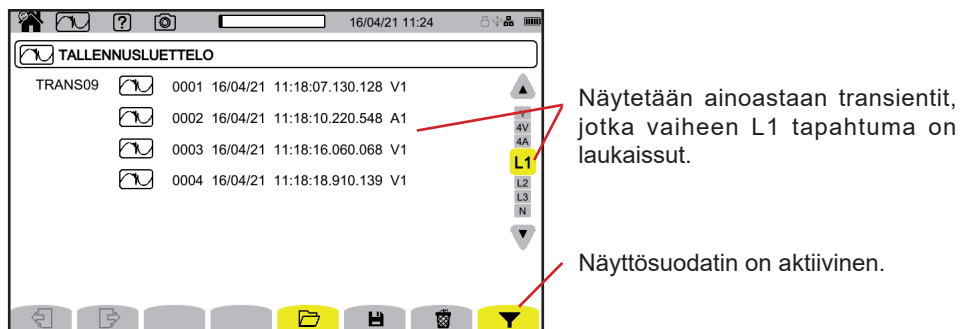 ? 16/04/21 11:24
TALLENNUSLUETTELO
TRANS09 0001 16/04/21 11:18:07.130.128 V1
0002 16/04/21 11:18:10.220.548 A1
0003 16/04/21 11:18:16.060.068 V1
0004 16/04/21 11:18:18.910.139 V1
4V
4A
L1
L2
L3
N
Näytetään ainoastaan transientit,
jotka vaiheen L1 tapahtuma on
laukaissut.
Näyttösuodatin on aktiivinen.